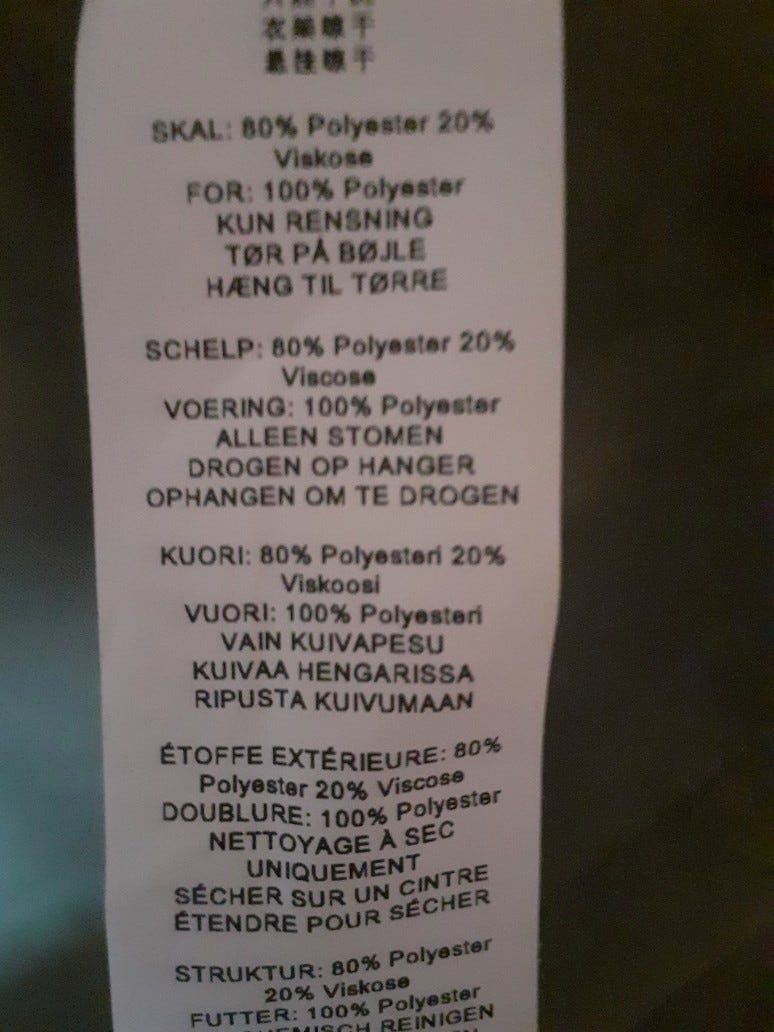 衣架晾干
悬挂晾干
SKAL: 80% Polyester 20%
Viskose
FOR: 100% Polyester
KUN RENSNING
TØR PÅ BØJLE
HÆNG TIL TØRRE
SCHELP: 80% Polyester 20%
Viscose
VOERING: 100% Polyester
ALLEEN STOMEN
DROGEN OP HANGER
OPHANGEN OM TE DROGEN
KUORI: 80% Polyesteri 20%
Viskoosi
VUORI: 100% Polyesteri
VAIN KUIVAPESU
KUIVAA HENGARISSA
RIPUSTA KUIVUMAAN
ÉTOFFE EXTÉRIEURE: 80%
Polyester 20% Viscose
DOUBLURE: 100% Polyester
NETTOYAGE À SEC
UNIQUEMENT
SÉCHER SUR UN CINTRE
ÉTENDRE POUR SÉCHER
STRUKTUR: 80% Polyester
20% Viskose
FUTTER: 100% Polyester
REINIGEN